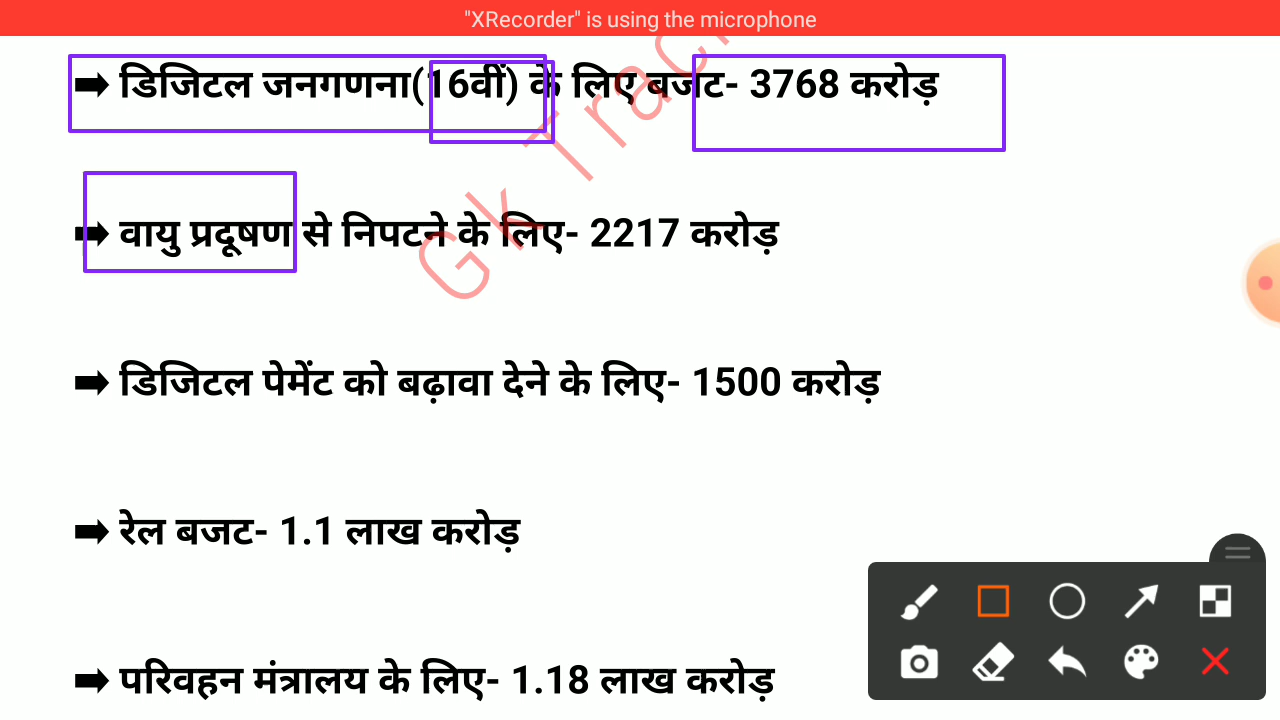 "XRecorder" is using the microphone
➡ डिजिटल जनगणना(16वीं) के लिए बजट- 3768 करोड़
➡ वायु प्रदूषण से निपटने के लिए- 2217 करोड़
➡ डिजिटल पेमेंट को बढ़ावा देने के लिए- 1500 करोड़
➡ रेल बजट- 1.1 लाख करोड़
➡ परिवहन मंत्रालय के लिए- 1.18 लाख करोड़